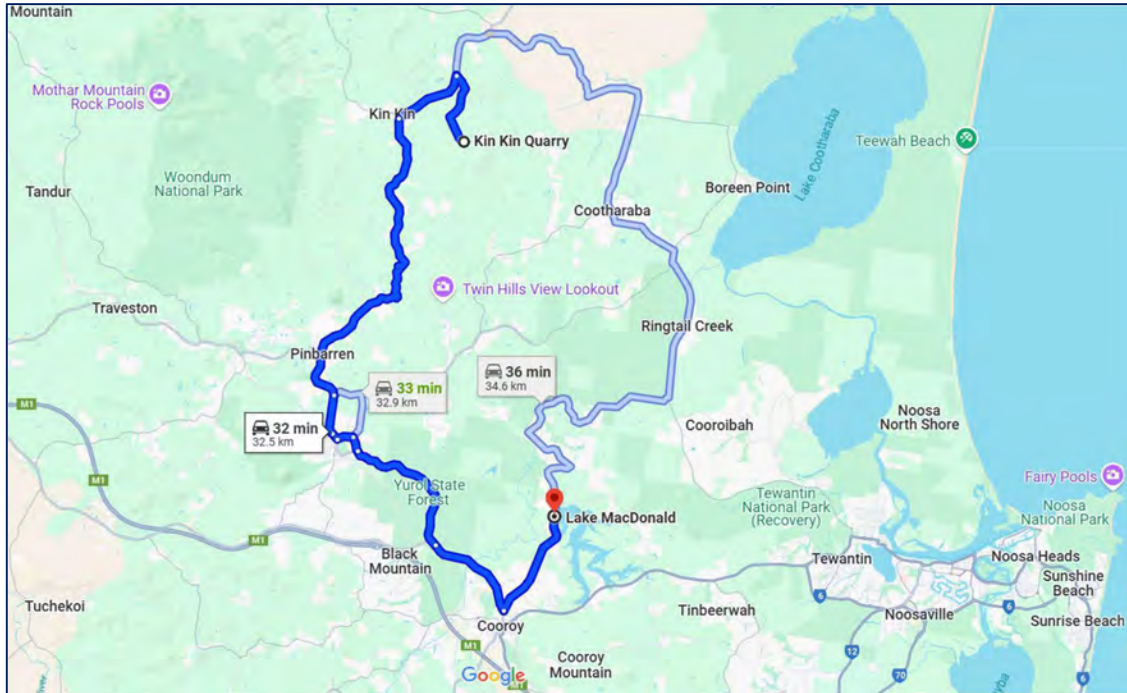 Mountain
Mothar Mountain
Rock Pools
Kin Kin
Kin Kin Quarry
Teewah Beach
Lake Cootharaba
Woondum
National Park
Tandur
Boreen Point
Cootharaba
Twin Hills View Lookout
Traveston
Ringtail Creek
Pinbarren
36 min
34.6 km
33 min
32.9 km
M1
32 min
32.5 km
Noosa
North Shore
Cooroibah
M1
Yurol State
Forest
Fairy Pools
Lake MacDonald
Tewantin
National Park
(Recovery)
Noosa
National Park
M1
Black
Mountain
Tewantin
Noosa Heads
6
Sunshine
Beach
6
6
Tuchekoi
Tinbeerwah
Noosaville
Sunrise Beach
Cooroy
12
M1
Cooroy
Mountain
70
Google